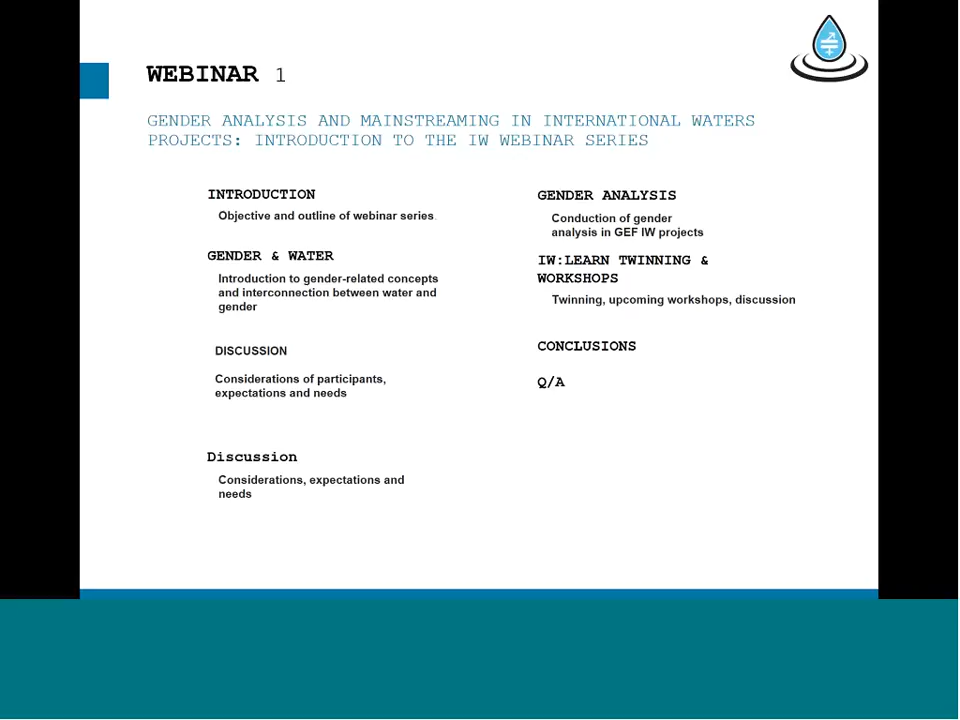 WEBINAR 1
GENDER ANALYSIS AND MAINSTREAMING IN INTERNATIONAL WATERS
PROJECTS: INTRODUCTION TO THE IW WEBINAR SERIES
INTRODUCTION
Objective and outline of webinar series.
GENDER & WATER
Introduction to gender-related concepts
and interconnection between water and
gender
DISCUSSION
Considerations of participants,
expectations and needs
Discussion
Considerations, expectations and
needs
GENDER ANALYSIS
Conduction of gender
analysis in GEF IW projects
IW:LEARN TWINNING &
WORKSHOPS
Twinning, upcoming workshops, discussion
CONCLUSIONS
Q/A